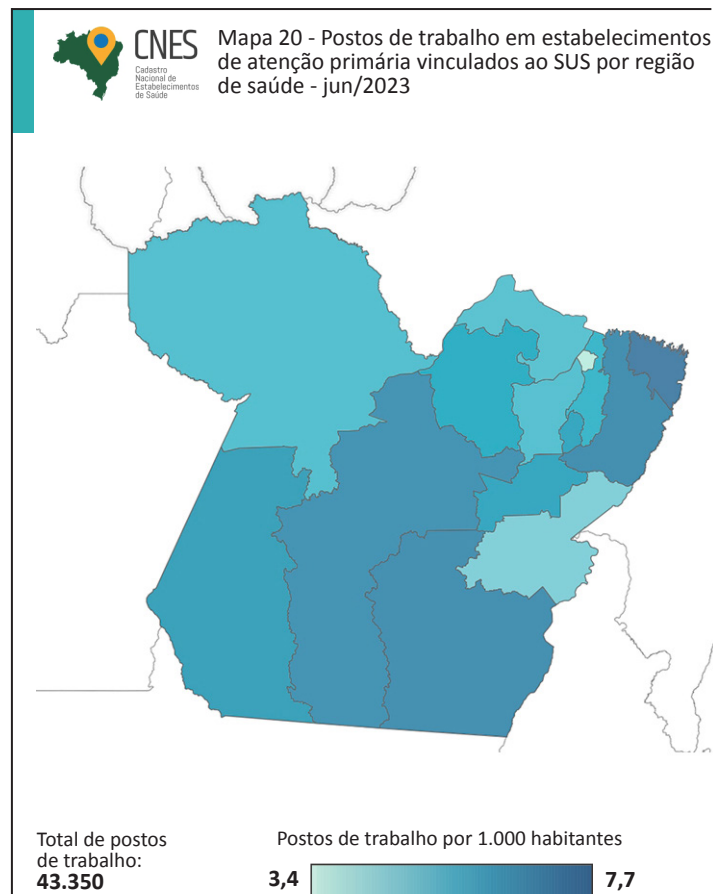 CNES
Cadastro
Nacional de
Estabelecimentos
de Saúde
Mapa 20 - Postos de trabalho em estabelecimentos
de atenção primária vinculados ao SUS por região
de saúde - jun/2023
Total de postos
de trabalho:
43.350
Postos de trabalho por 1.000 habitantes
3,4
7,7